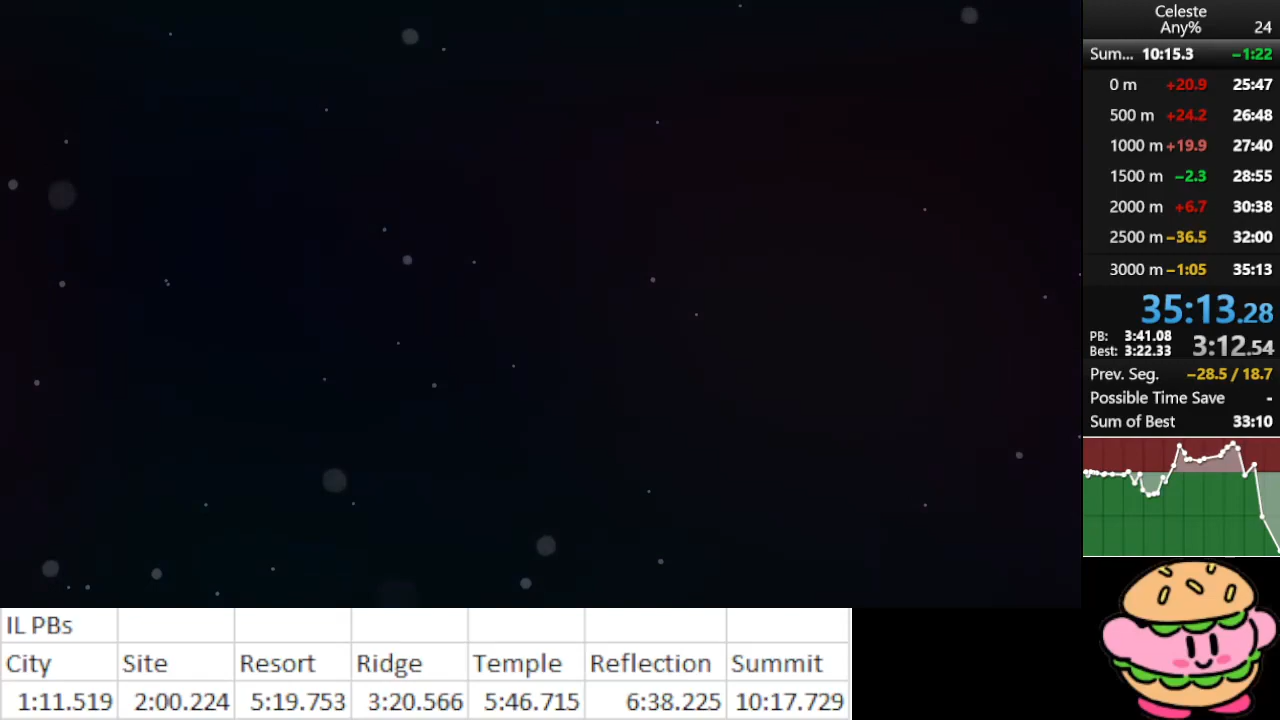 Celeste
Any% 24
Sum... 10:15.3 −1:22
0 m +20.9 25:47
500 m +24.2 26:48
1000 m +19.9 27:40
1500 m −2.3 28:55
2000 m +6.7 30:38
2500 m −36.5 32:00
3000 m −1:05 35:13
35:13.28
PB: 3:41.08
Best: 3:22.33
3:12.54
Prev. Seg. −28.5 / 18.7
Possible Time Save -
Sum of Best 33:10
IL PBs
City Site Resort Ridge Temple Reflection Summit
1:11.519 2:00.224 5:19.753 3:20.566 5:46.715 6:38.225 10:17.729